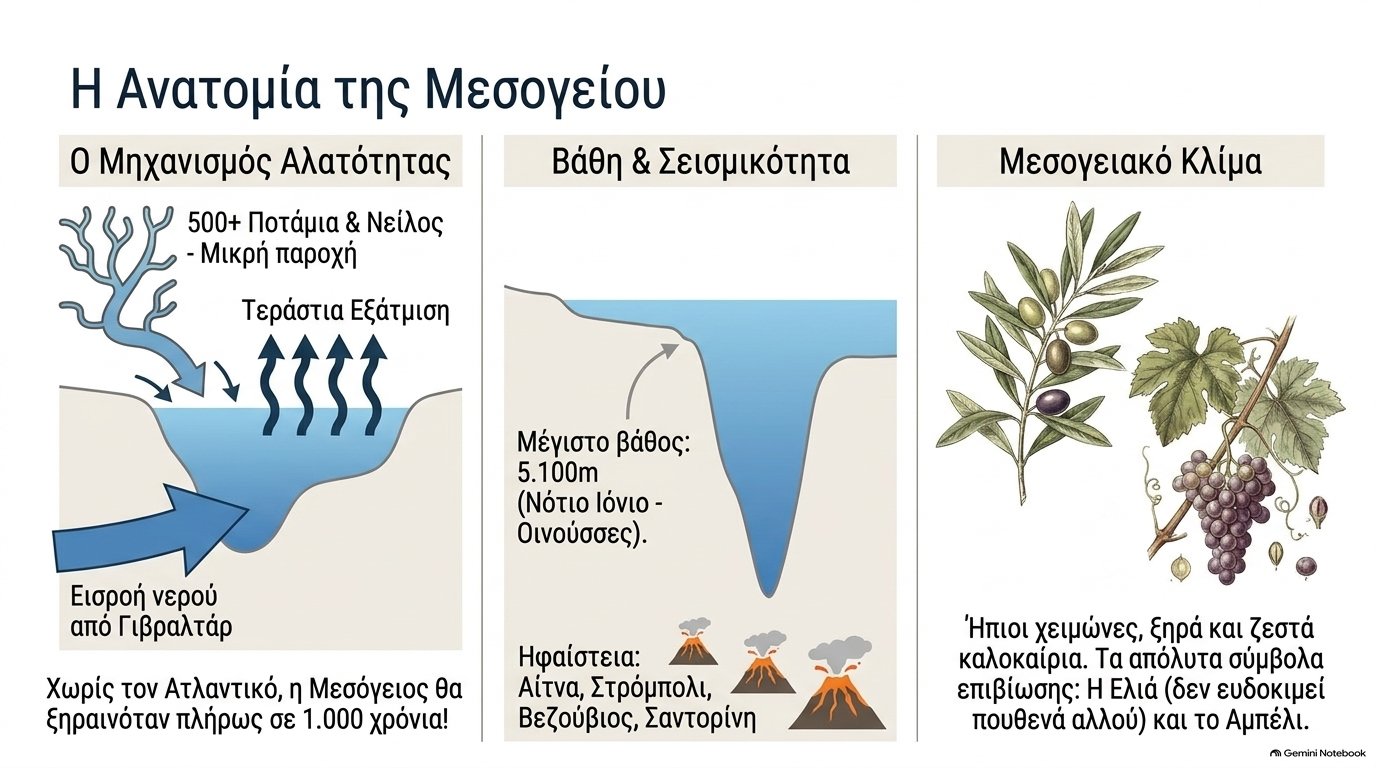 Η Ανατομία της Μεσογείου
Ο Μηχανισμός Αλατότητας
500+ Ποτάμια & Νείλος
- Μικρή παροχή
Τεράστια Εξάτμιση
Εισροή νερού
από Γιβραλτάρ
Χωρίς τον Ατλαντικό, η Μεσόγειος θα
ξηραινόταν πλήρως σε 1.000 χρόνια!
Βάθη & Σεισμικότητα
Μέγιστο βάθος:
5.100m
(Νότιο Ιόνιο -
Οινούσσες).
Ηφαίστεια:
Αίτνα, Στρόμπολι,
Βεζούβιος, Σαντορίνη
Μεσογειακό Κλίμα
Ήπιοι χειμώνες, ξηρά και ζεστά
καλοκαίρια. Τα απόλυτα σύμβολα
επιβίωσης: Η Ελιά (δεν ευδοκιμεί
πουθενά αλλού) και το Αμπέλι.
Gemini Notebook